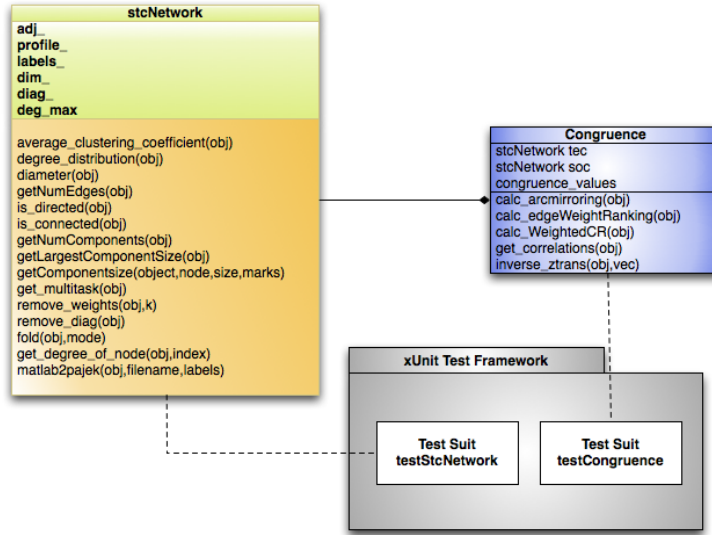 stcNetwork
adj_
profile_
labels_
dim_
diag_
deg_max
average_clustering_coefficient(obj)
degree_distribution(obj)
diameter(obj)
getNumEdges(obj)
is_directed(obj)
is_connected(obj)
getNumComponents(obj)
getLargestComponentSize(obj)
getComponentsize(object,node,size,marks)
get_multitask(obj)
remove_weights(obj,k)
remove_diag(obj)
fold(obj,mode)
get_degree_of_node(obj,index)
matlab2pajek(obj,filename,labels)
Congruence
stcNetwork tec
stcNetwork soc
congruence_values
calc_arcmirroring(obj)
calc_edgeWeightRanking(obj)
calc_WeightedCR(obj)
get_correlations(obj)
inverse_ztrans(obj,vec)
xUnit Test Framework
Test Suit
testStcNetwork
Test Suit
testCongruence